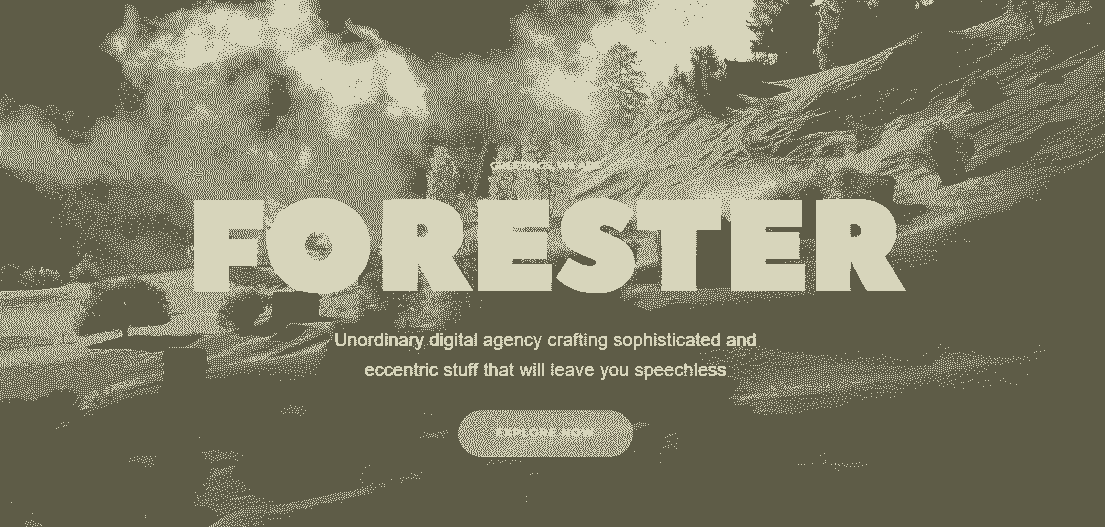 GREETINGS, WE ARE
FORESTER
Unordinary digital agency crafting sophisticated and
eccentric stuff that will leave you speechless
EXPLORE NOW